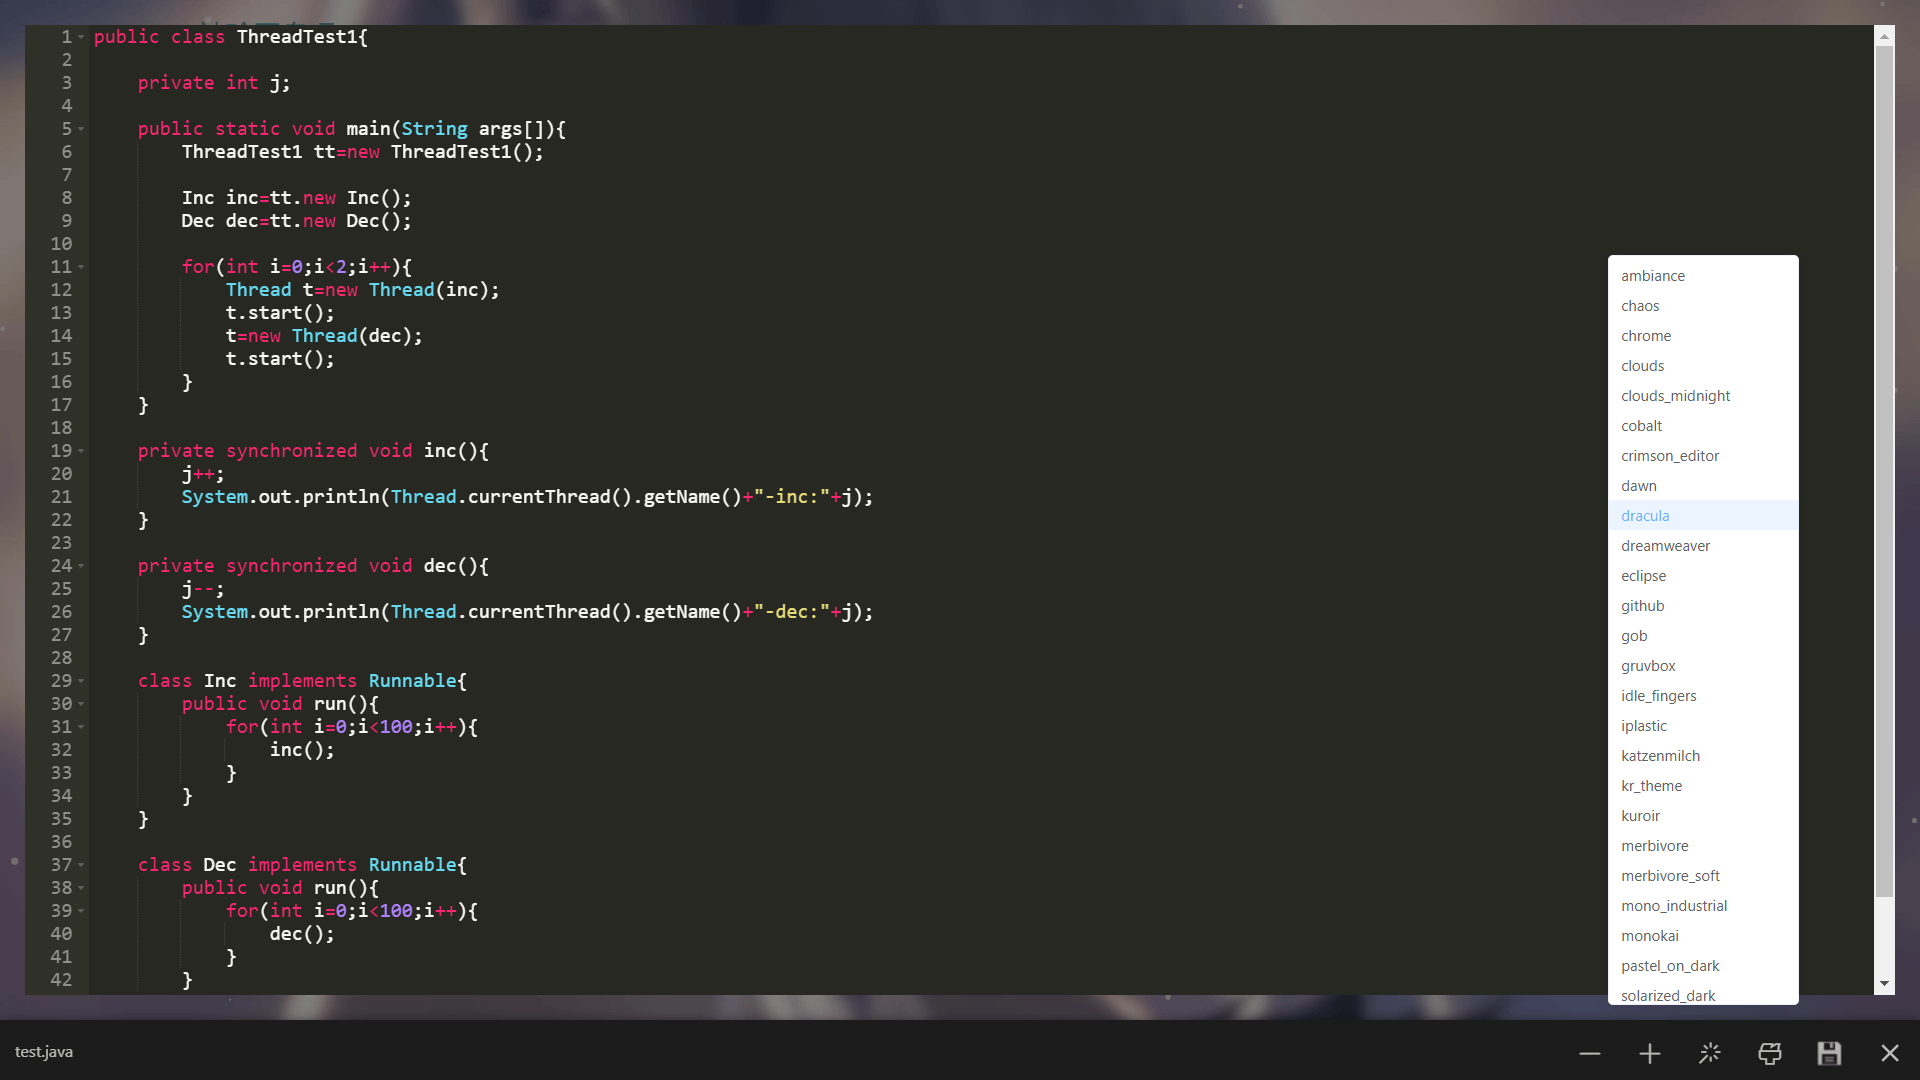 1 public class ThreadTest1{
2
3     private int j;
4
5     public static void main(String args[]){
6         ThreadTest1 tt=new ThreadTest1();
7
8         Inc inc=tt.new Inc();
9         Dec dec=tt.new Dec();
10
11         for(int i=0;i<2;i++){
12             Thread t=new Thread(inc);
13             t.start();
14             t=new Thread(dec);
15             t.start();
16         }
17     }
18
19     private synchronized void inc(){
20         j++;
21         System.out.println(Thread.currentThread().getName()+"-inc:"+j);
22     }
23
24     private synchronized void dec(){
25         j--;
26         System.out.println(Thread.currentThread().getName()+"-dec:"+j);
27     }
28
29     class Inc implements Runnable{
30         public void run(){
31             for(int i=0;i<100;i++){
32                 inc();
33             }
34         }
35     }
36
37     class Dec implements Runnable{
38         public void run(){
39             for(int i=0;i<100;i++){
40                 dec();
41             }
42         }
ambiance
chaos
chrome
clouds
clouds_midnight
cobalt
crimson_editor
dawn
dracula
dreamweaver
eclipse
github
gob
gruvbox
idle_fingers
iplastic
katzenmilch
kr_theme
kuroir
merbivore
merbivore_soft
mono_industrial
monokai
pastel_on_dark
solarized_dark
test.java